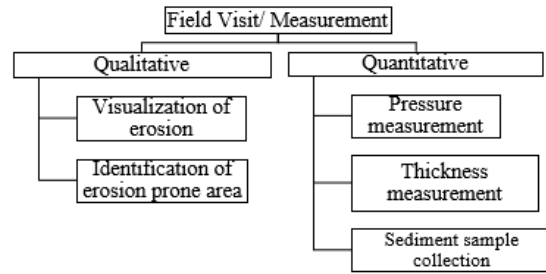 Field Visit/ Measurement
Qualitative
Quantitative
Visualization of
erosion
Identification of
erosion prone area
Pressure
measurement
Thickness
measurement
Sediment sample
collection